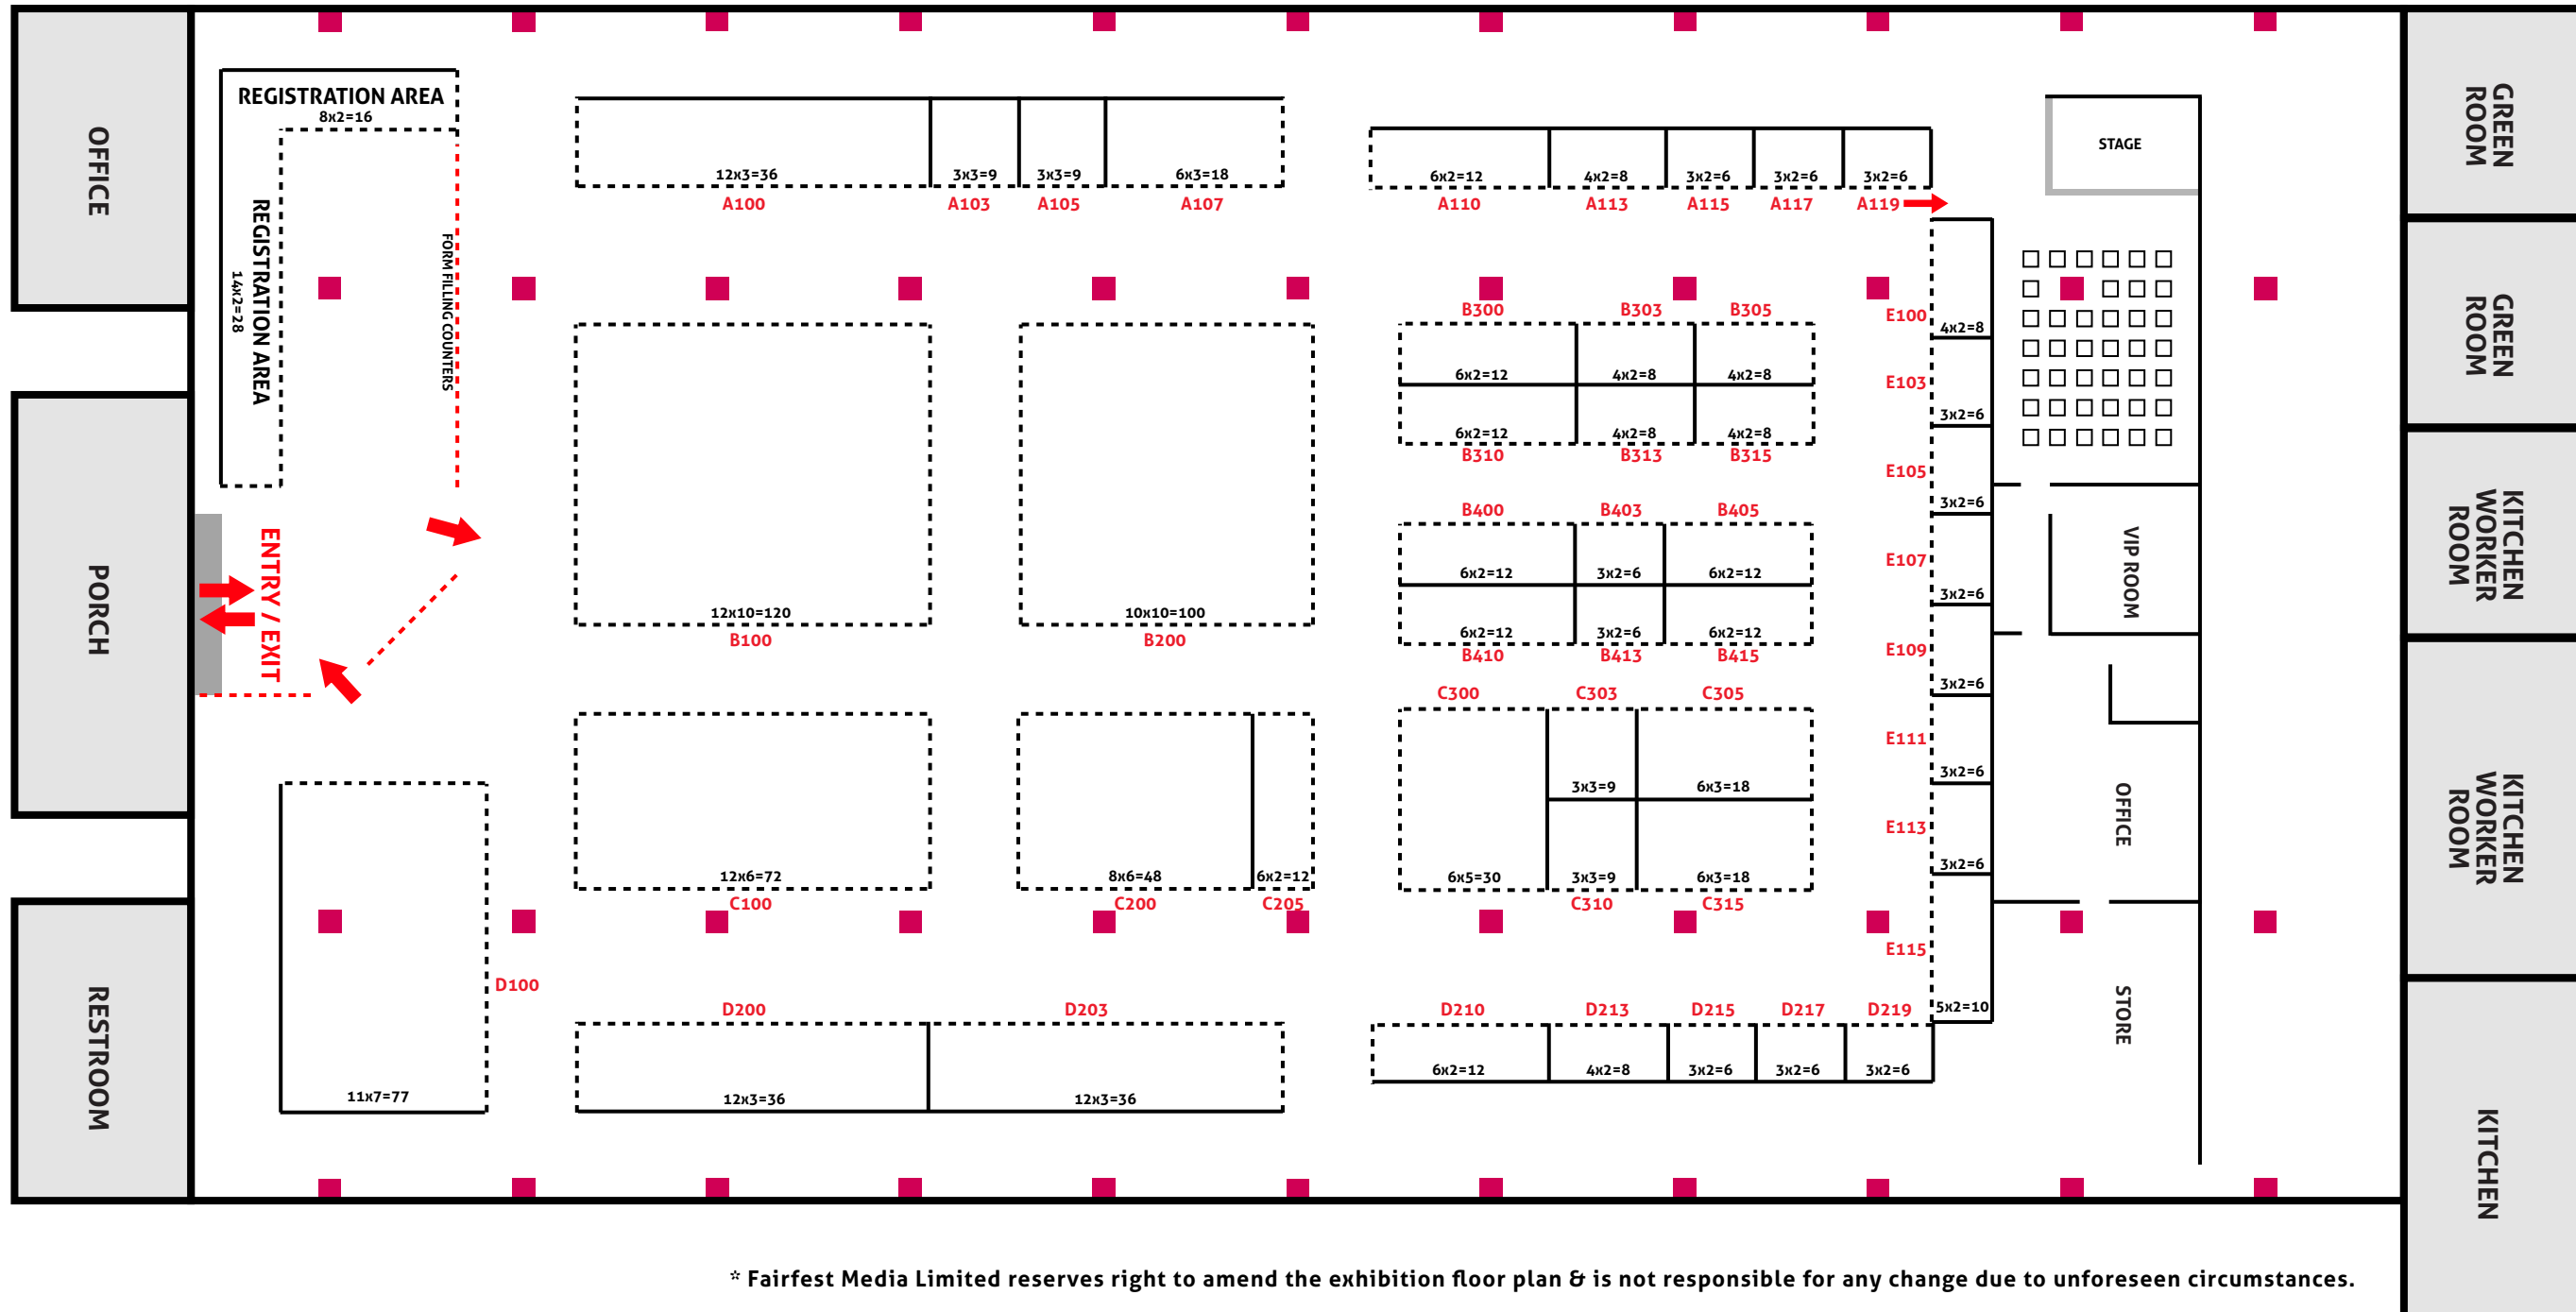 OFFICE
PORCH
RESTROOM
REGISTRATION AREA
8x2=16
REGISTRATION AREA
14x2=28
FORM FILLING COUNTERS
ENTRY / EXIT
12x3=36
3x3=9
3x3=9
6x3=18
A100
A103
A105
A107
6x2=12
4x2=8
3x2=6
3x2=6
3x2=6
A110
A113
A115
A117
A119
STAGE
12x10=120
B100
10x10=100
B200
B300
B303
B305
6x2=12
4x2=8
4x2=8
6x2=12
4x2=8
4x2=8
B310
B313
B315
B400
B403
B405
6x2=12
3x2=6
6x2=12
6x2=12
3x2=6
6x2=12
B410
B413
B415
12x6=72
C100
8x6=48
6x2=12
C200
C205
C300
C303
C305
3x3=9
6x3=18
6x5=30
3x3=9
6x3=18
C310
C315
11x7=77
D100
D200
D203
12x3=36
12x3=36
D210
D213
D215
D217
D219
6x2=12
4x2=8
3x2=6
3x2=6
3x2=6
E100
4x2=8
E103
3x2=6
E105
3x2=6
E107
3x2=6
E109
3x2=6
E111
3x2=6
E113
3x2=6
E115
5x2=10
VIP ROOM
OFFICE
STORE
GREEN
ROOM
GREEN
ROOM
KITCHEN
WORKER
ROOM
KITCHEN
WORKER
ROOM
KITCHEN
* Fairfest Media Limited reserves right to amend the exhibition floor plan & is not responsible for any change due to unforeseen circumstances.